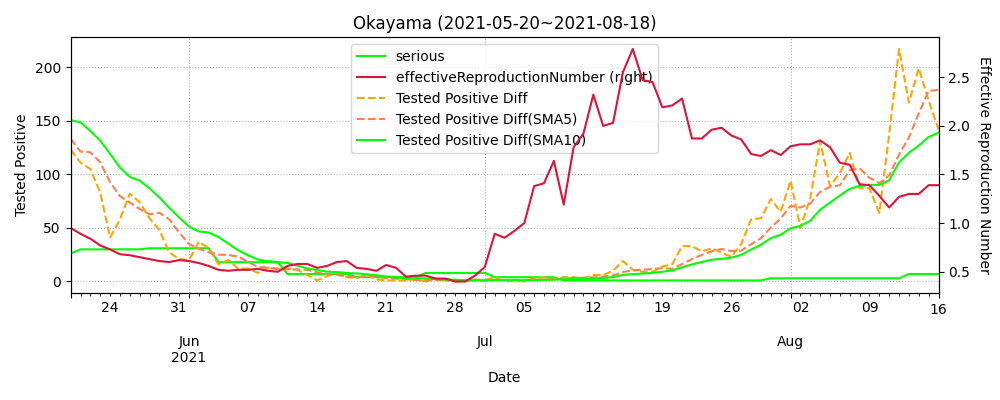 Okayama (2021-05-20~2021-08-18)
serious
effectiveReproductionNumber (right)
Tested Positive Diff
Tested Positive Diff(SMA5)
Tested Positive Diff(SMA10)
Tested Positive
200
150
100
50
0
Effective Reproduction Number
2.5
2.0
1.5
1.0
0.5
24 31 07 14 21 28 05 12 19 26 02 09 16
Jun Jul Aug
2021
Date